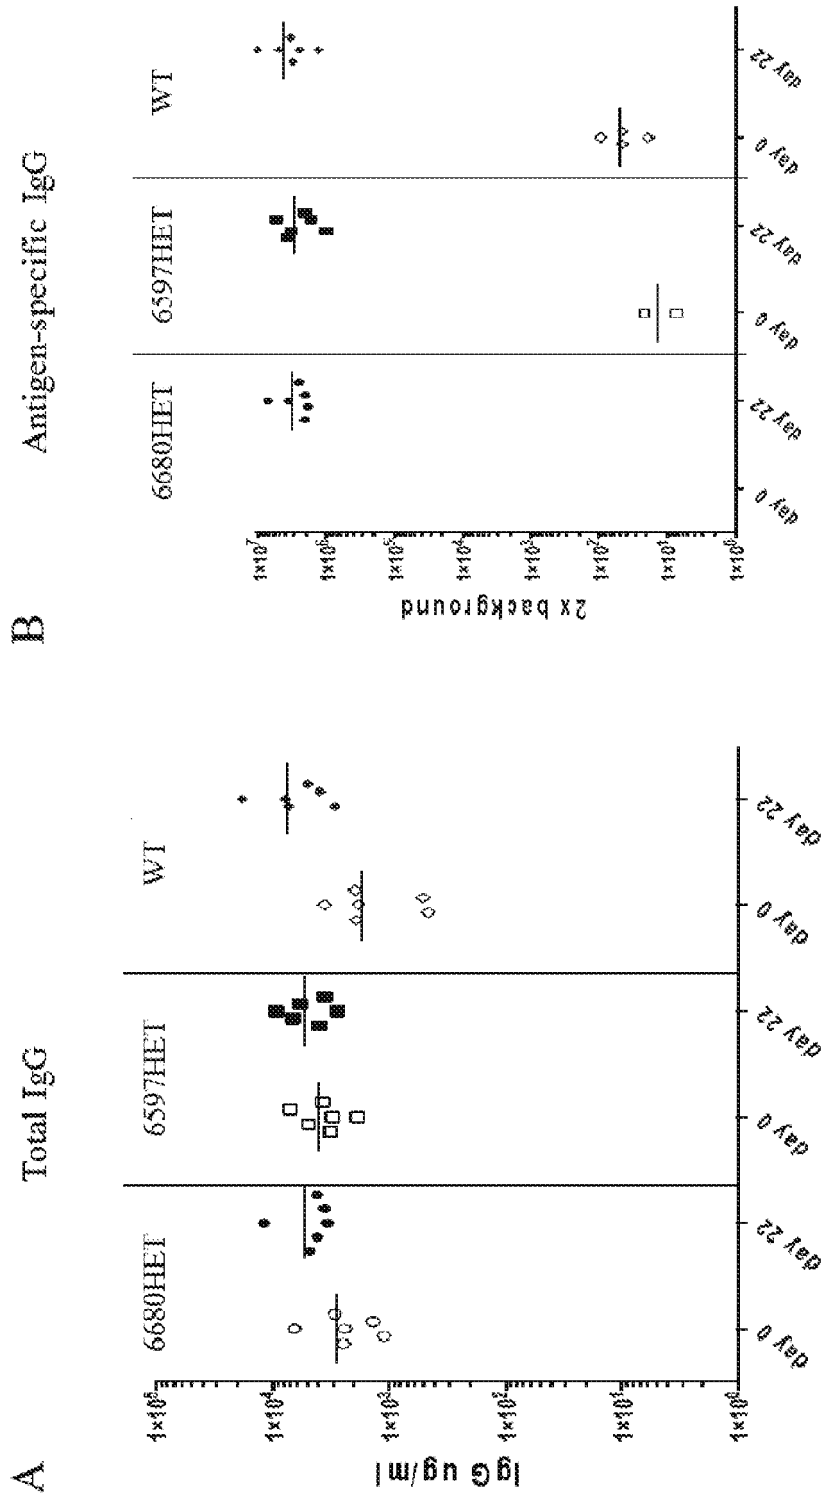 A
Total IgG
6680HET
6597HET
WT
IgG ug/ml
1×10⁵
1×10⁴
1×10³
1×10²
1×10¹
1×10⁰
day 0
day 22
day 0
day 22
day 0
day 22
B
Antigen-specific IgG
6680HET
6597HET
WT
2x background
1×10⁷
1×10⁶
1×10⁵
1×10⁴
1×10³
1×10²
1×10¹
1×10⁰
day 0
day 22
day 0
day 22
day 0
day 22